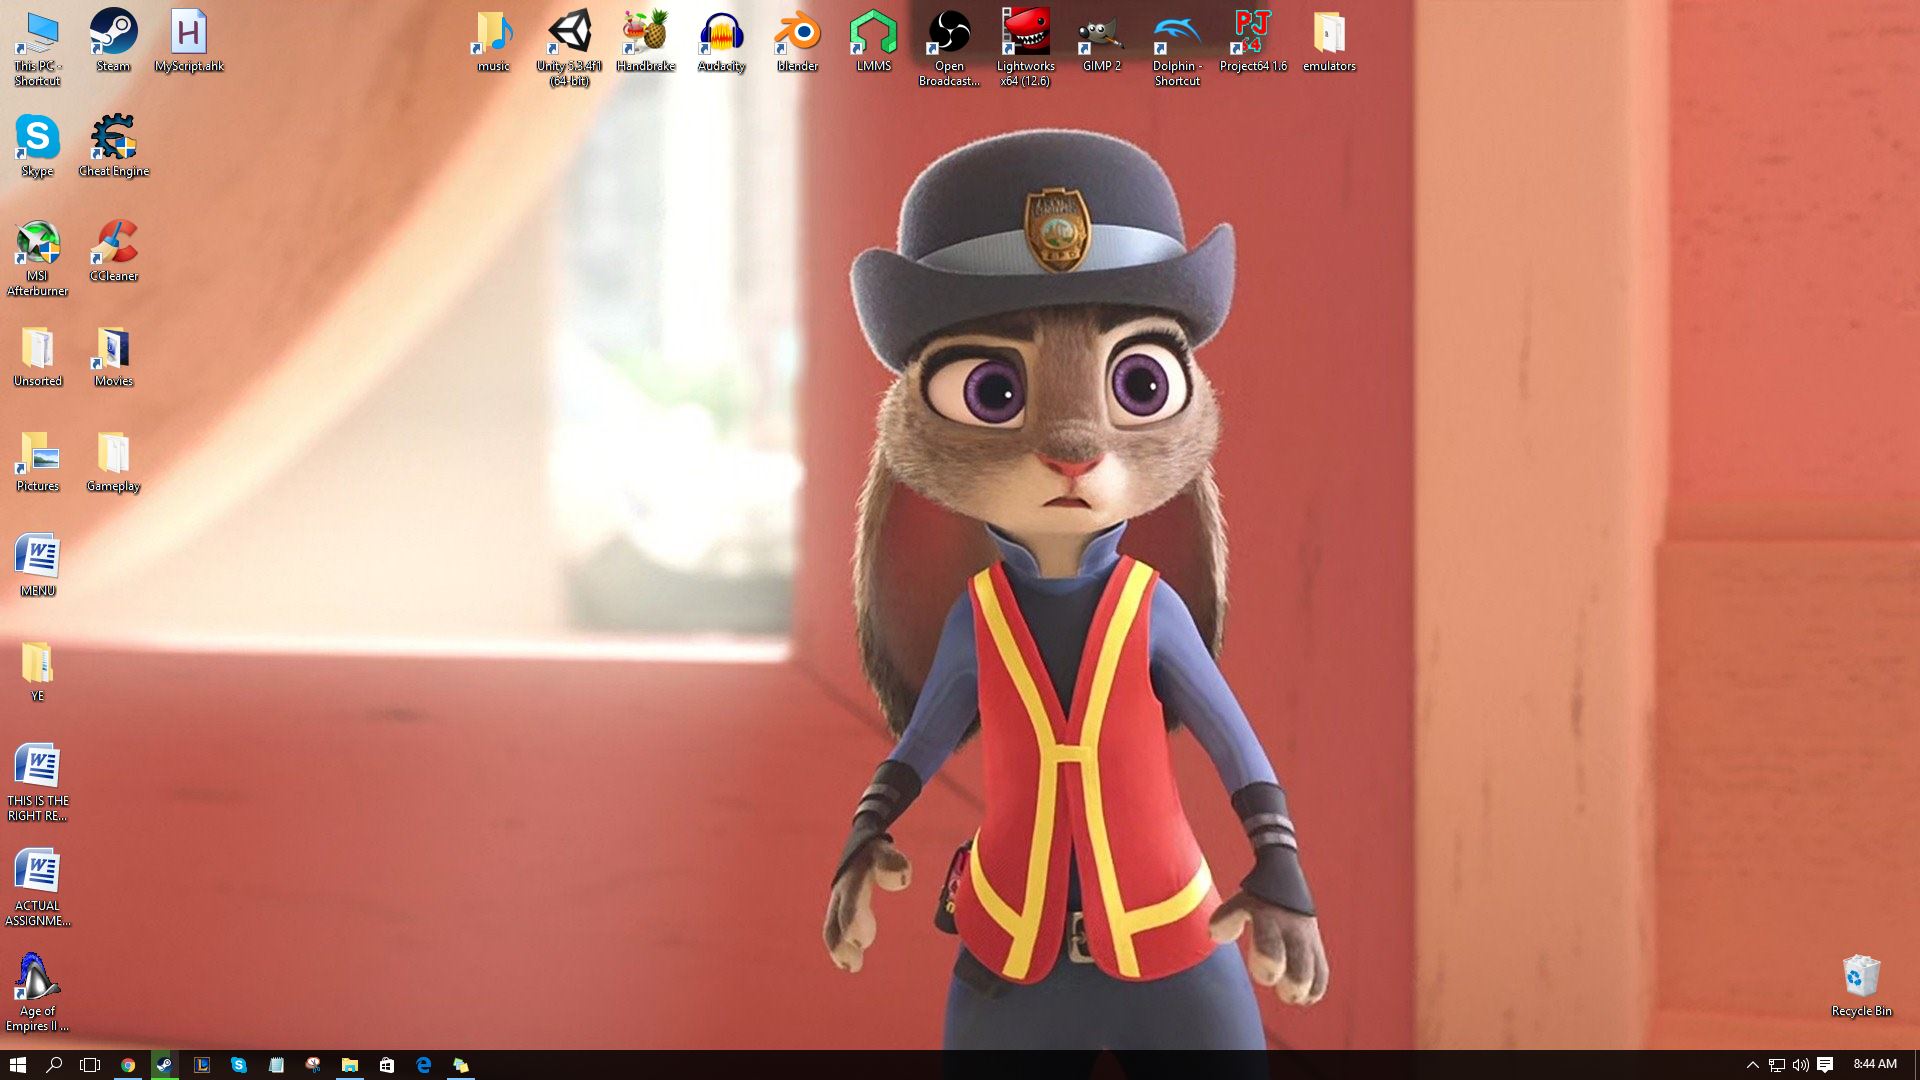 This PC -
Shortcut
Steam
MyScript.ahk
music
Unity 5.3.4f1
(64-bit)
Handbrake
Audacity
blender
LMMS
Open
Broadcast...
Lightworks
x64 (12.6)
GIMP 2
Dolphin -
Shortcut
Project64 1.6
emulators
Skype
Cheat Engine
MSI
Afterburner
CCleaner
Unsorted
Movies
Pictures
Gameplay
MENU
YE
THIS IS THE
RIGHT RE...
ACTUAL
ASSIGNME...
Age of
Empires II ...
Recycle Bin
ZPD
8:44 AM